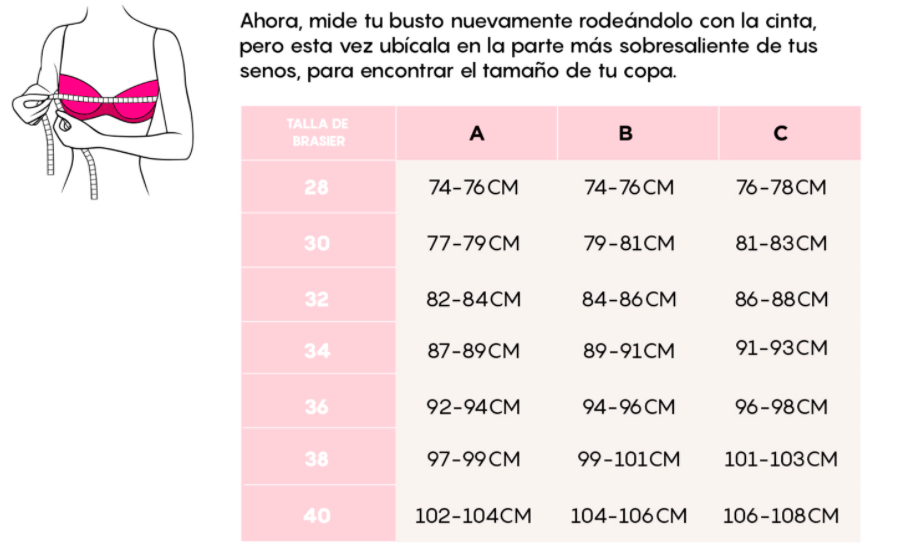 Ahora, mide tu busto nuevamente rodeándolo con la cinta,
pero esta vez ubícala en la parte más sobresaliente de tus
senos, para encontrar el tamaño de tu copa.
TALLA DE
BRASIER
A B C
28 74-76CM 74-76CM 76-78CM
30 77-79CM 79-81CM 81-83CM
32 82-84CM 84-86CM 86-88CM
34 87-89CM 89-91CM 91-93CM
36 92-94CM 94-96CM 96-98CM
38 97-99CM 99-101CM 101-103CM
40 102-104CM 104-106CM 106-108CM